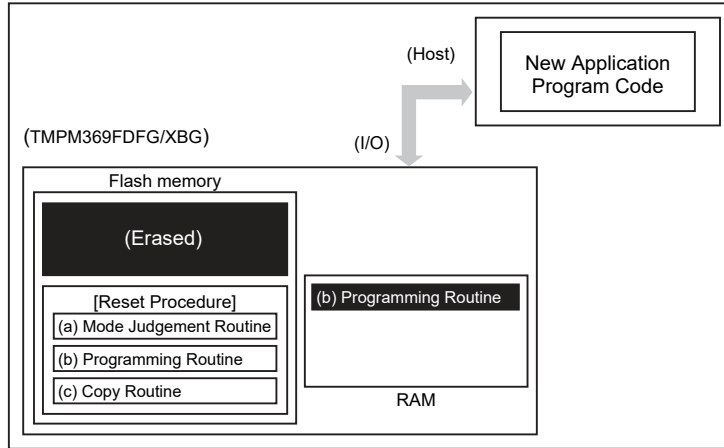 (Host)
New Application
Program Code
(TMPM369FDFG/XBG)
(I/O)
Flash memory
(Erased)
[Reset Procedure]
(a) Mode Judgement Routine
(b) Programming Routine
(c) Copy Routine
(b) Programming Routine
RAM